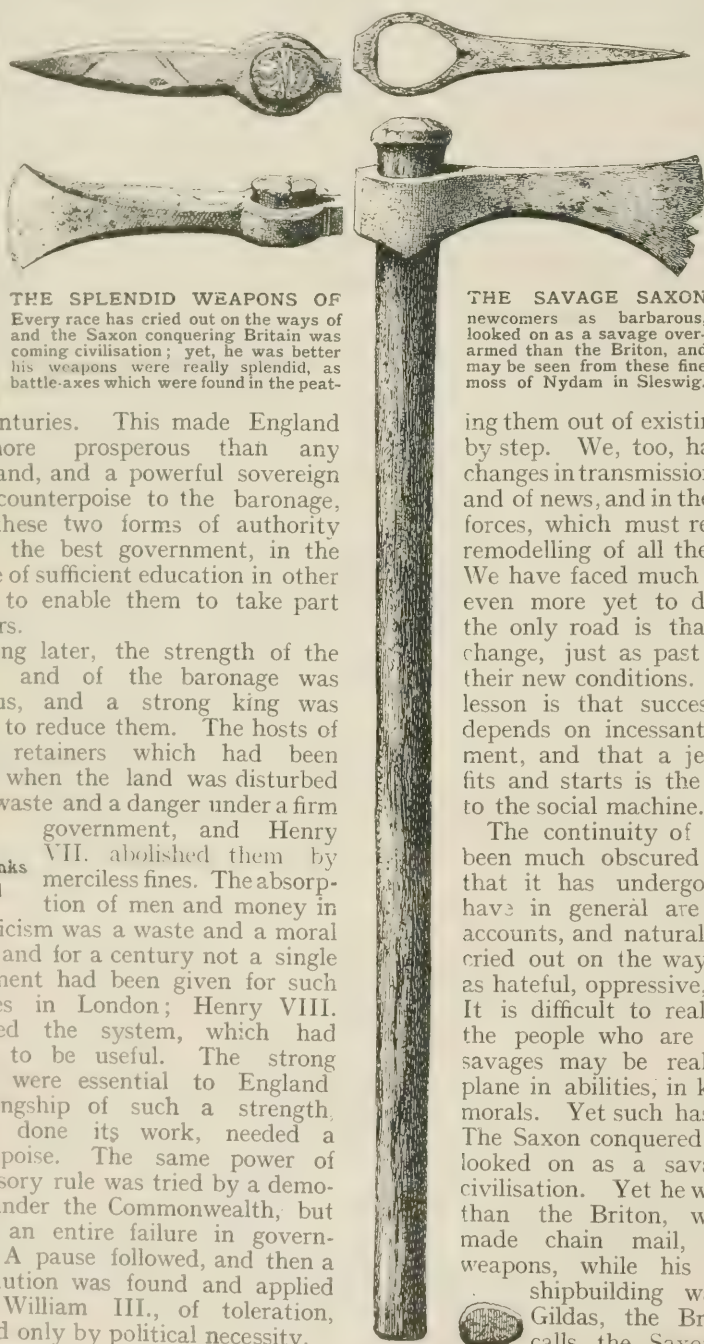 THE SPLENDID WEAPONS OF THE SAVAGE SAXON
Every race has cried out on the ways of newcomers as barbarous,
and the Saxon conquering Britain was looked on as a savage over-
coming civilisation; yet, he was better armed than the Briton, and
his weapons were really splendid, as may be seen from these fine
battle-axes which were found in the peat- moss of Nydam in Sleswig.
nturies. This made England
ore prosperous than any
and, and a powerful sovereign
counterpoise to the baronage,
hese two forms of authority
the best government, in the
e of sufficient education in other
to enable them to take part
rs.
ng later, the strength of the
and of the baronage was
ns, and a strong king was
to reduce them. The hosts of
retainers which had been
when the land was disturbed
waste and a danger under a firm
government, and Henry
nks
VII. abolished them by
merciless fines. The absorp-
tion of men and money in
icism was a waste and a moral
and for a century not a single
ment had been given for such
es in London; Henry VIII.
ed the system, which had
to be useful. The strong
were essential to England
ngship of such a strength,
done its work, needed a
poise. The same power of
sory rule was tried by a demo-
nder the Commonwealth, but
an entire failure in govern-
A pause followed, and then a
ution was found and applied
William III., of toleration,
d only by political necessity.
ing them out of existin
by step. We, too, ha
changes in transmission
and of news, and in the
forces, which must re
remodelling of all the
We have faced much
even more yet to d
the only road is tha
change, just as past
their new conditions.
lesson is that succes
depends on incessant
ment, and that a je
fits and starts is the
to the social machine.
The continuity of
been much obscured
that it has undergo
have in general are
accounts, and natural
cried out on the way
as hateful, oppressive,
It is difficult to real
the people who are
savages may be real
plane in abilities, in k
morals. Yet such has
The Saxon conquered
looked on as a sava
civilisation. Yet he w
than the Briton, w
made chain mail,
weapons, while his
shipbuilding w
Gildas, the Br
calls the Saxo